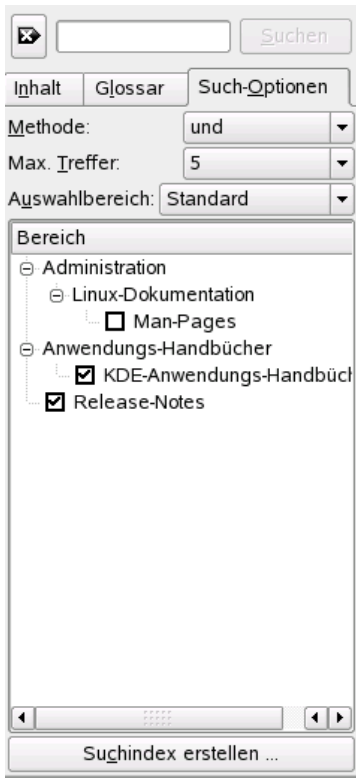 Suchen
Inhalt Glossar Such-Optionen
Methode: und
Max. Treffer: 5
Auswahlbereich: Standard
Bereich
Administration
Linux-Dokumentation
Man-Pages
Anwendungs-Handbücher
KDE-Anwendungs-Handbüch
Release-Notes
Suchindex erstellen ...